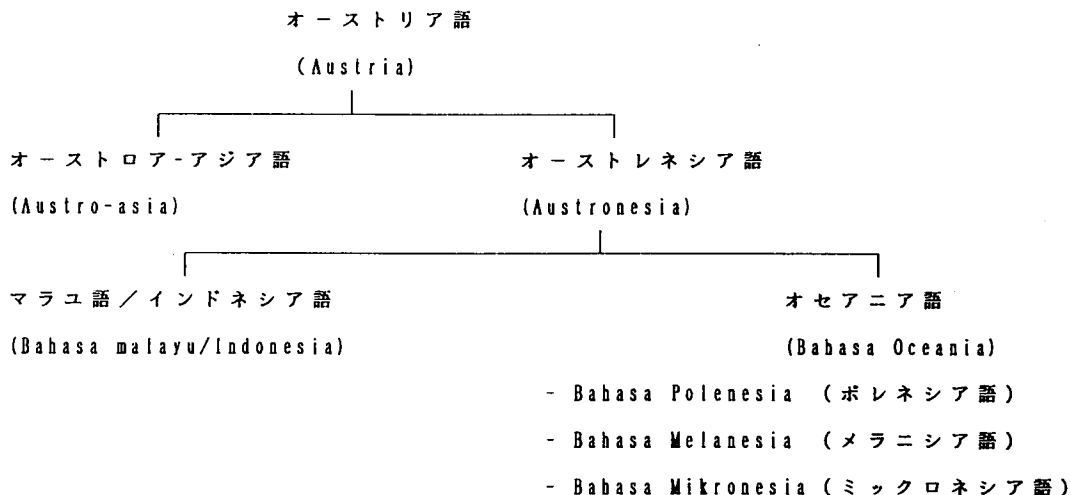 オーストリア語
(Austria)
オーストロア-アジア語 オーストレネシア語
(Austro-asia) (Austronesia)
マラユ語/インドネシア語 オセアニア語
(Bahasa malayu/Indonesia) (Bahasa Oceania)
- Bahasa Polenesia (ポレネシア語)
- Bahasa Melanesia (メラニシア語)
- Bahasa Mikronesia (ミックロネシア語)